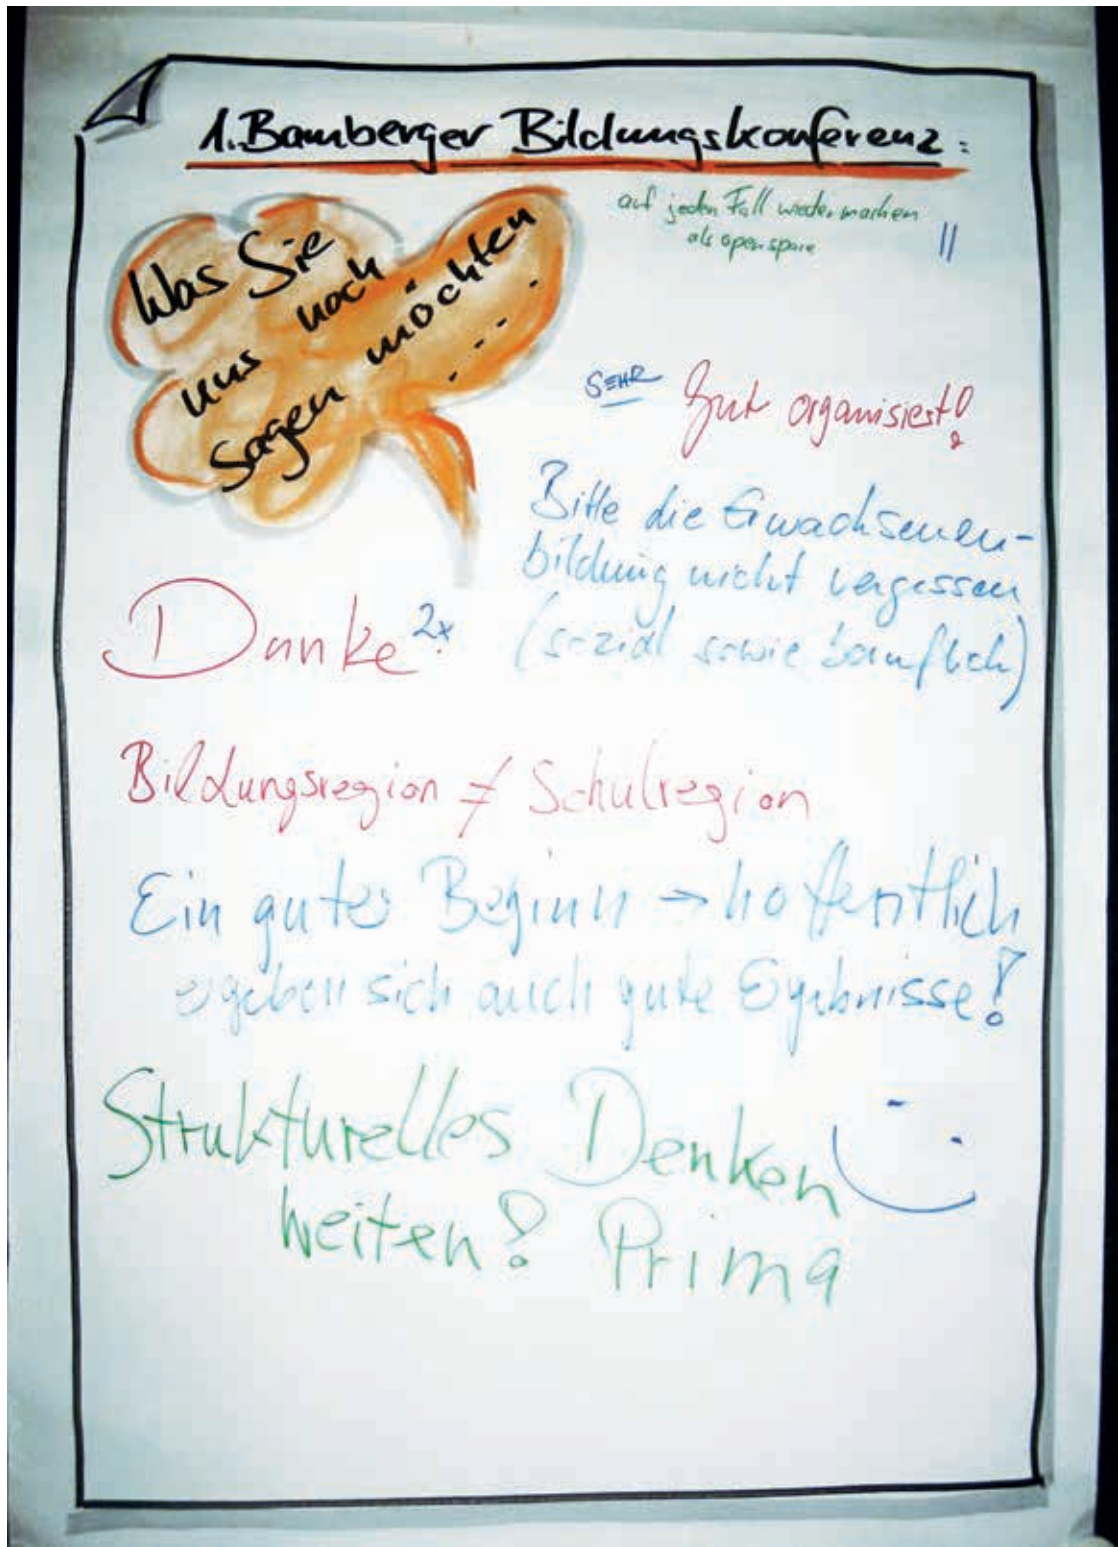 1. Bamberger Bildungskonferenz:
Was Sie
uns noch
sagen möchten
. . . .
auf jeden Fall wieder machen
als open space
||
SEHR Gut organisiert!
Bitte die Erwachsenen-
bildung nicht vergessen
(sozial sowie beruflich)
Danke 2x
Bildungsregion ≠ Schulregion
Ein guter Beginn → hoffentlich
ergeben sich auch gute Ergebnisse!
Strukturelles Denken
weiten! Prima